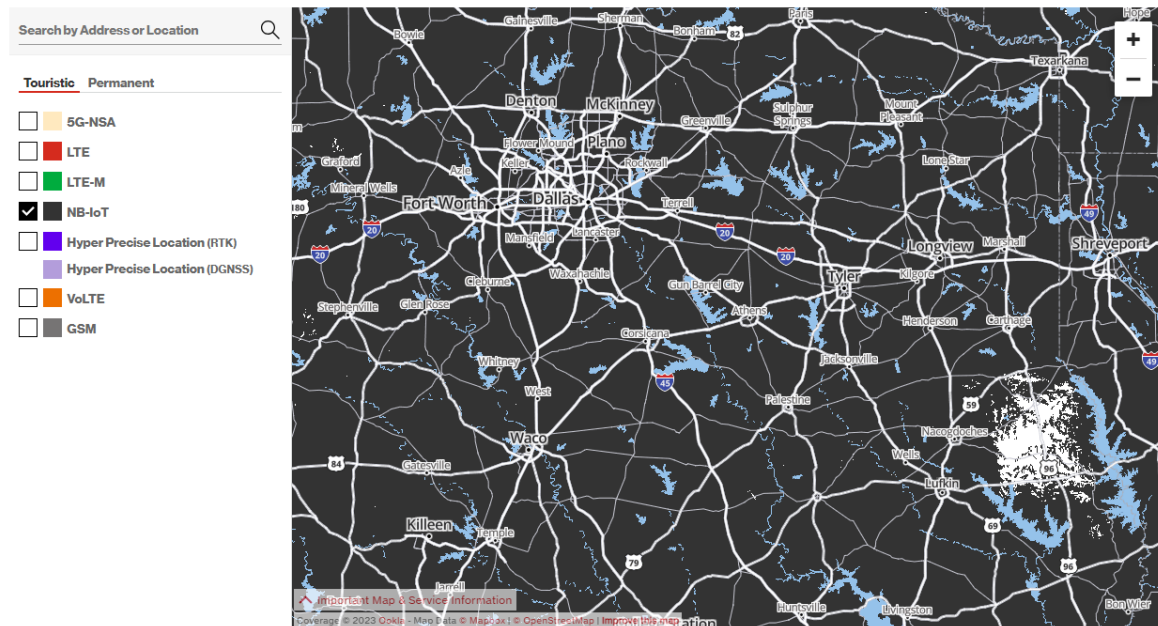 Search by Address or Location
Touristic Permanent
5G-NSA
LTE
LTE-M
NB-IoT
Hyper Precise Location (RTK)
Hyper Precise Location (DGNSS)
VoLTE
GSM
Gainesville
Sherman
Paris
Hope
Bowie
Bonham
82
+
−
Texarkana
Denton
McKinney
Sulphur
Springs
Mount
Pleasant
Greenville
m
Flower Mound
Plano
Graford
Keller
Rockwall
Lone Star
Azle
Mineral Wells
180
Fort Worth
Dallas
Terrell
49
20
Mansfield
Lancaster
20
20
20
Longview
Marshall
Shreveport
Waxahachie
Cleburne
Gun Barrel City
Tyler
Kilgore
Stephenville
Glen Rose
Athens
Henderson
Carthage
Corsicana
Whitney
Jacksonville
49
West
45
Palestine
59
Waco
Nacogdoches
84
Gatesville
Wells
96
Lufkin
Killeen
Temple
69
79
96
Jarrell
Important Map & Service Information
Huntsville
Livingston
Bon Wier
Coverage © 2023 Ookla - Map Data © Mapbox | © OpenStreetMap | Improve this map